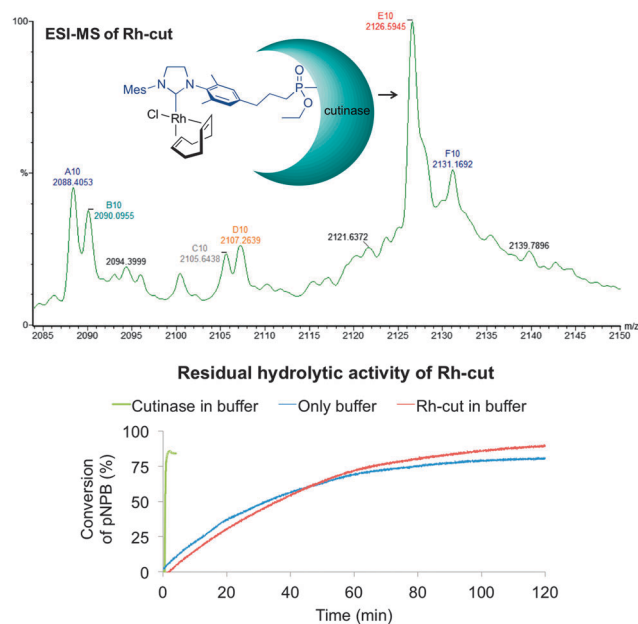 ESI-MS of Rh-cut
100
%
0
E10
2126.5945
A10
2088.4053
B10
2090.0955
2094.3999
C10
2105.6438
D10
2107.2639
2121.6372
F10
2131.1692
2139.7896
Mes
N
N
Cl
Rh
O
P
O
cutinase
2085 2090 2095 2100 2105 2110 2115 2120 2125 2130 2135 2140 2145 2150 m/z
Residual hydrolytic activity of Rh-cut
Cutinase in buffer Only buffer Rh-cut in buffer
Conversion
of pNPB (%)
100
75
50
25
0
0 20 40 60 80 100 120
Time (min)